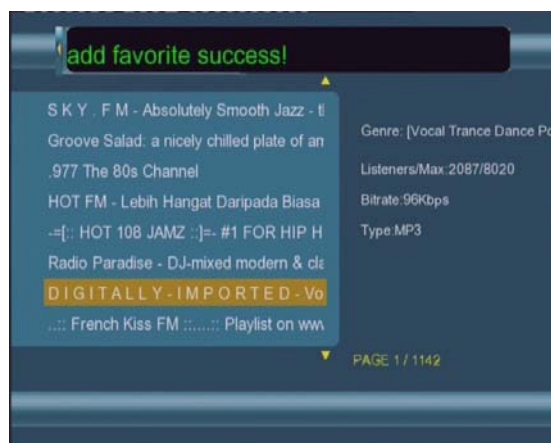 add favorite success!
S K Y . F M - Absolutely Smooth Jazz - tl
Groove Salad: a nicely chilled plate of am
.977 The 80s Channel
HOT FM - Lebih Hangat Daripada Biasa
-=[:: HOT 108 JAMZ ::]=- #1 FOR HIP H
Radio Paradise - DJ-mixed modern & cla
D I G I T A L L Y - I M P O R T E D - Vo
..:: French Kiss FM ::.....:: Playlist on www
Genre: [Vocal Trance Dance Po
Listeners/Max:2087/8020
Bitrate:96Kbps
Type:MP3
PAGE 1 / 1142